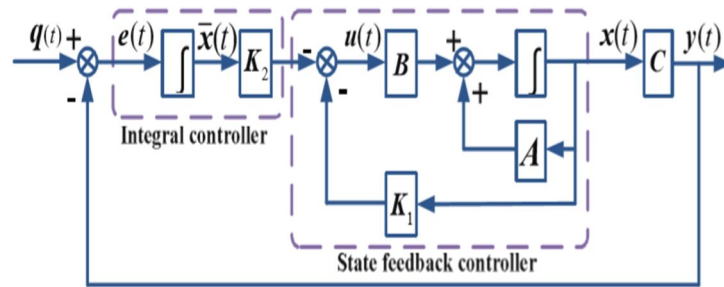 q(t) + e(t) ∫ x̄(t) K₂ - u(t) B + ∫ x(t) C y(t)
- - +
Integral controller
A
K₁
State feedback controller